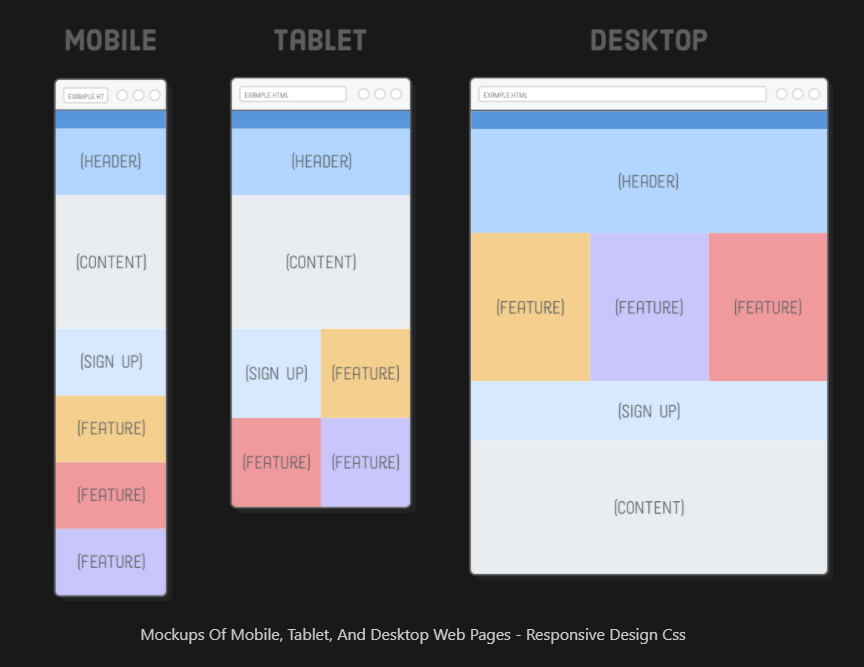 MOBILE
EXAMPLE.HT
(HEADER)
(CONTENT)
(SIGN UP)
(FEATURE)
(FEATURE)
(FEATURE)
TABLET
EXAMPLE.HTML
(HEADER)
(CONTENT)
(SIGN UP)
(FEATURE)
(FEATURE)
(FEATURE)
DESKTOP
EXAMPLE.HTML
(HEADER)
(FEATURE)
(FEATURE)
(FEATURE)
(SIGN UP)
(CONTENT)
Mockups Of Mobile, Tablet, And Desktop Web Pages - Responsive Design Css